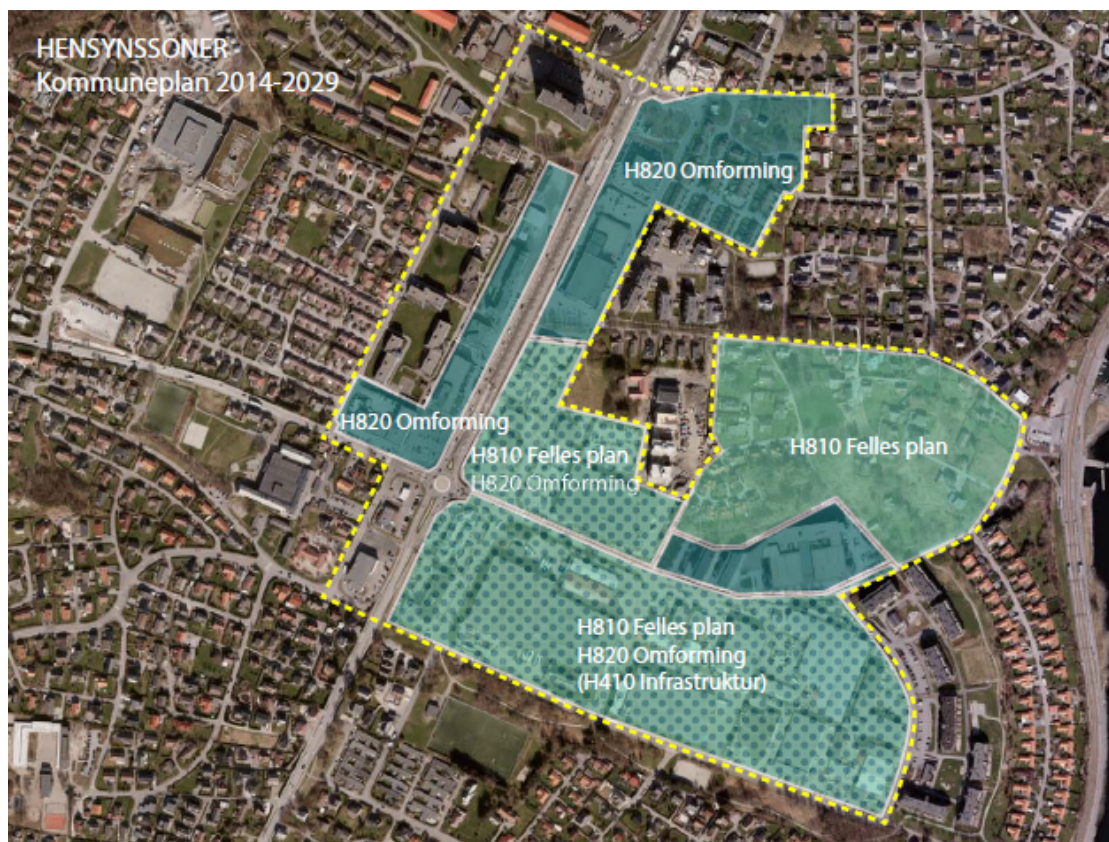 HENSYNSSONER
Kommuneplan 2014-2029
H820 Omforming
H820 Omforming
H810 Felles plan
H820 Omforming
H810 Felles plan
H810 Felles plan
H820 Omforming
(H410 Infrastruktur)